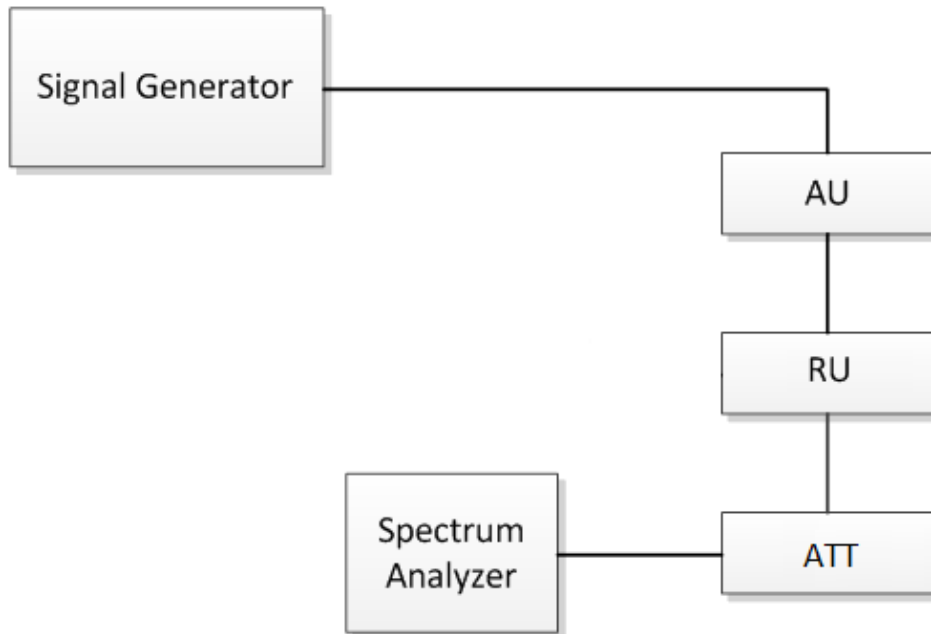 Signal Generator
AU
RU
ATT
Spectrum
Analyzer